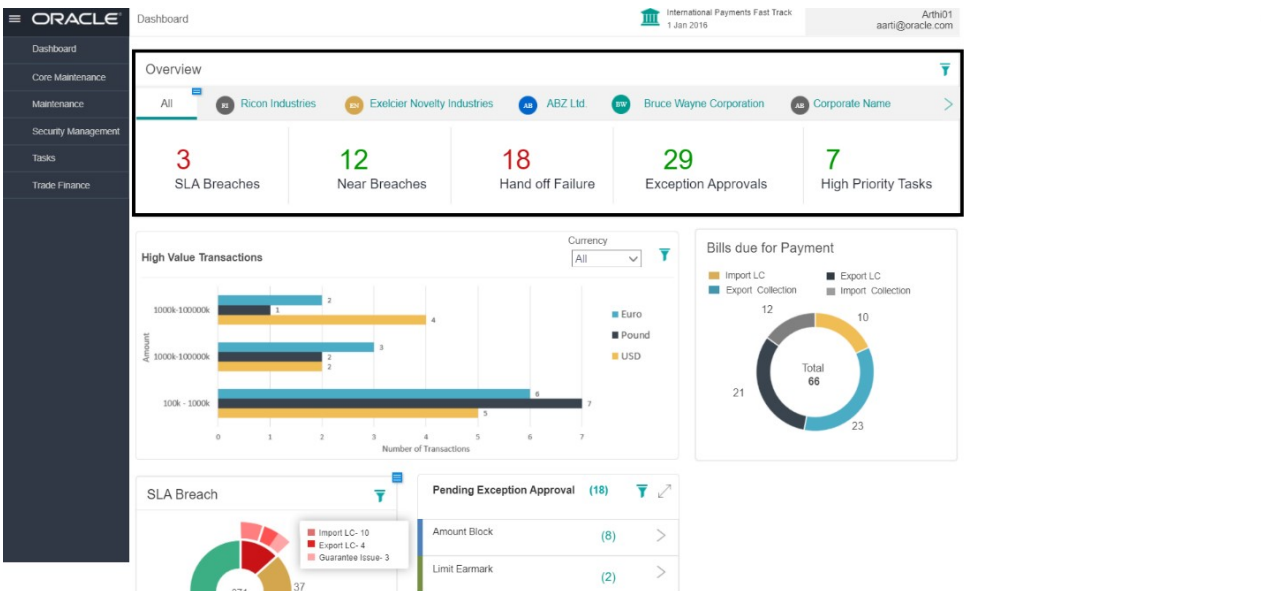 ORACLE®
Dashboard
International Payments Fast Track
1 Jan 2016
Arthi01
aarti@oracle.com
Dashboard
Core Maintenance
Maintenance
Security Management
Tasks
Trade Finance
Overview
All
RI Ricon Industries
EN Exelcier Novelty Industries
AB ABZ Ltd.
BW Bruce Wayne Corporation
AB Corporate Name
3
SLA Breaches
12
Near Breaches
18
Hand off Failure
29
Exception Approvals
7
High Priority Tasks
High Value Transactions
Currency
All
Amount
1000k-100000k
2
1
4
1000k-100000k
3
2
2
100k - 1000k
6
7
5
0 1 2 3 4 5 6 7
Number of Transactions
Euro
Pound
USD
Bills due for Payment
Import LC
Export LC
Export Collection
Import Collection
12
10
Total
66
21
23
SLA Breach
Import LC- 10
Export LC- 4
Guarantee Issue- 3
37
Pending Exception Approval (18)
Amount Block
(8)
Limit Earmark
(2)